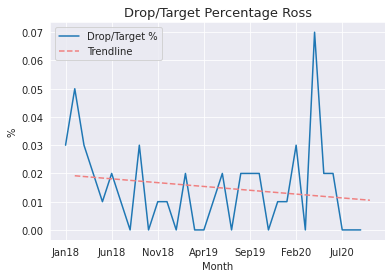 Drop/Target Percentage Ross
Drop/Target %
Trendline
0.07
0.06
0.05
0.04
0.03
0.02
0.01
0.00
%
Jan18 Jun18 Nov18 Apr19 Sep19 Feb20 Jul20
Month